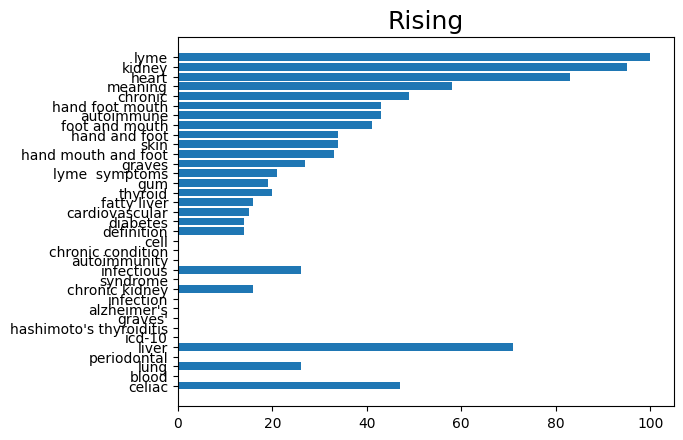 Rising
lyme
kidney
heart
meaning
chronic
hand foot mouth
autoimmune
foot and mouth
hand and foot
skin
hand mouth and foot
graves
lyme  symptoms
gum
thyroid
fatty liver
cardiovascular
diabetes
definition
cell
chronic condition
autoimmunity
infectious
syndrome
chronic kidney
infection
alzheimer's
graves'
hashimoto's thyroiditis
icd-10
liver
periodontal
lung
blood
celiac
0 20 40 60 80 100